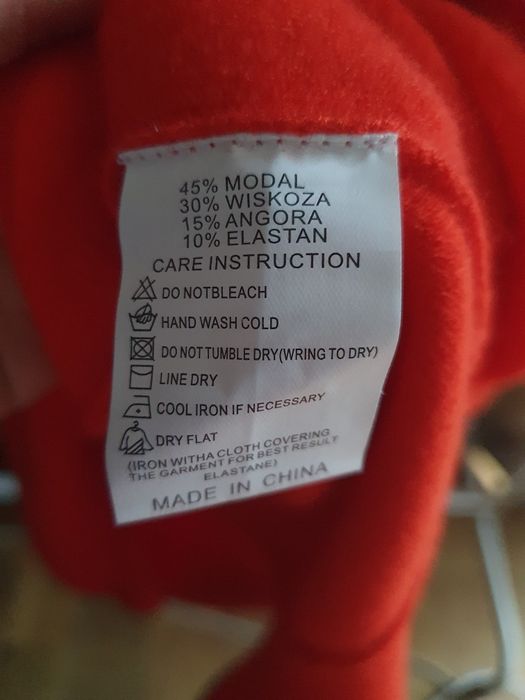 45% MODAL
30% WISKOZA
15% ANGORA
10% ELASTAN
CARE INSTRUCTION
DO NOTBLEACH
HAND WASH COLD
DO NOT TUMBLE DRY(WRING TO DRY)
LINE DRY
COOL IRON IF NECESSARY
DRY FLAT
(IRON WITHA CLOTH COVERING
THE GARMENT FOR BEST RESULT
ELASTANE)
MADE IN CHINA